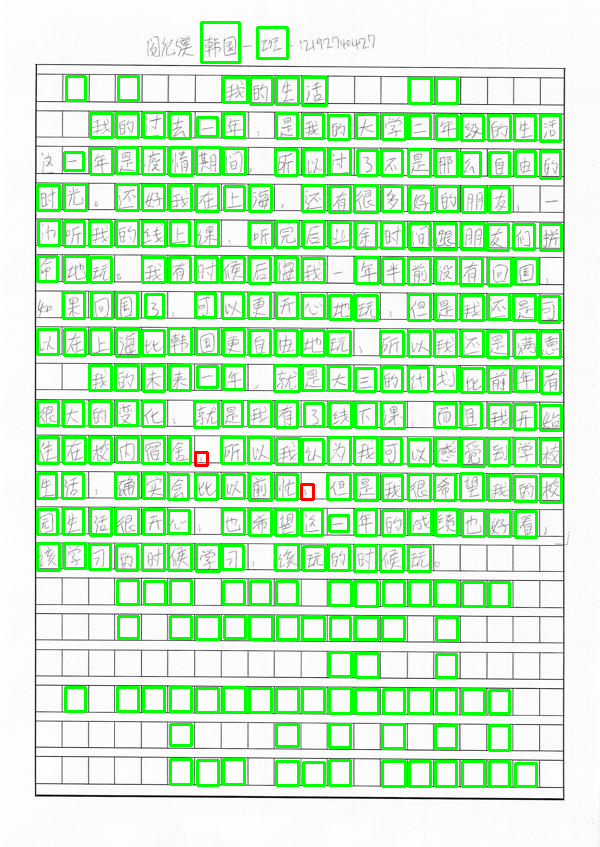 韩国 - 2班 - 12192740427
我的生活
我的过去一年，是我的大学一年级的生活
这一年是疫情期间，所以过了不是那么自由的
时光。还好我在上海，还有很多好的朋友，一
边听我的线上课，听完后业余时间跟朋友们拼
命地玩。我有时候后悔我一年半前没有回国，
如果回国了，可以更开心地玩，但是我不是可
以在上海比韩国更自由地玩，所以我不是满意
我的未来一年，就是大三的计划比前年有
很大的变化，就是我有了线下课，而且我开始
住在校内宿舍，所以我认为我可以感受到学校
生活，确实会比以前忙，但是我很希望我的校
园生活很开心，也希望这一年的成绩也好看，
该学习的时候学习，该玩的时候玩。